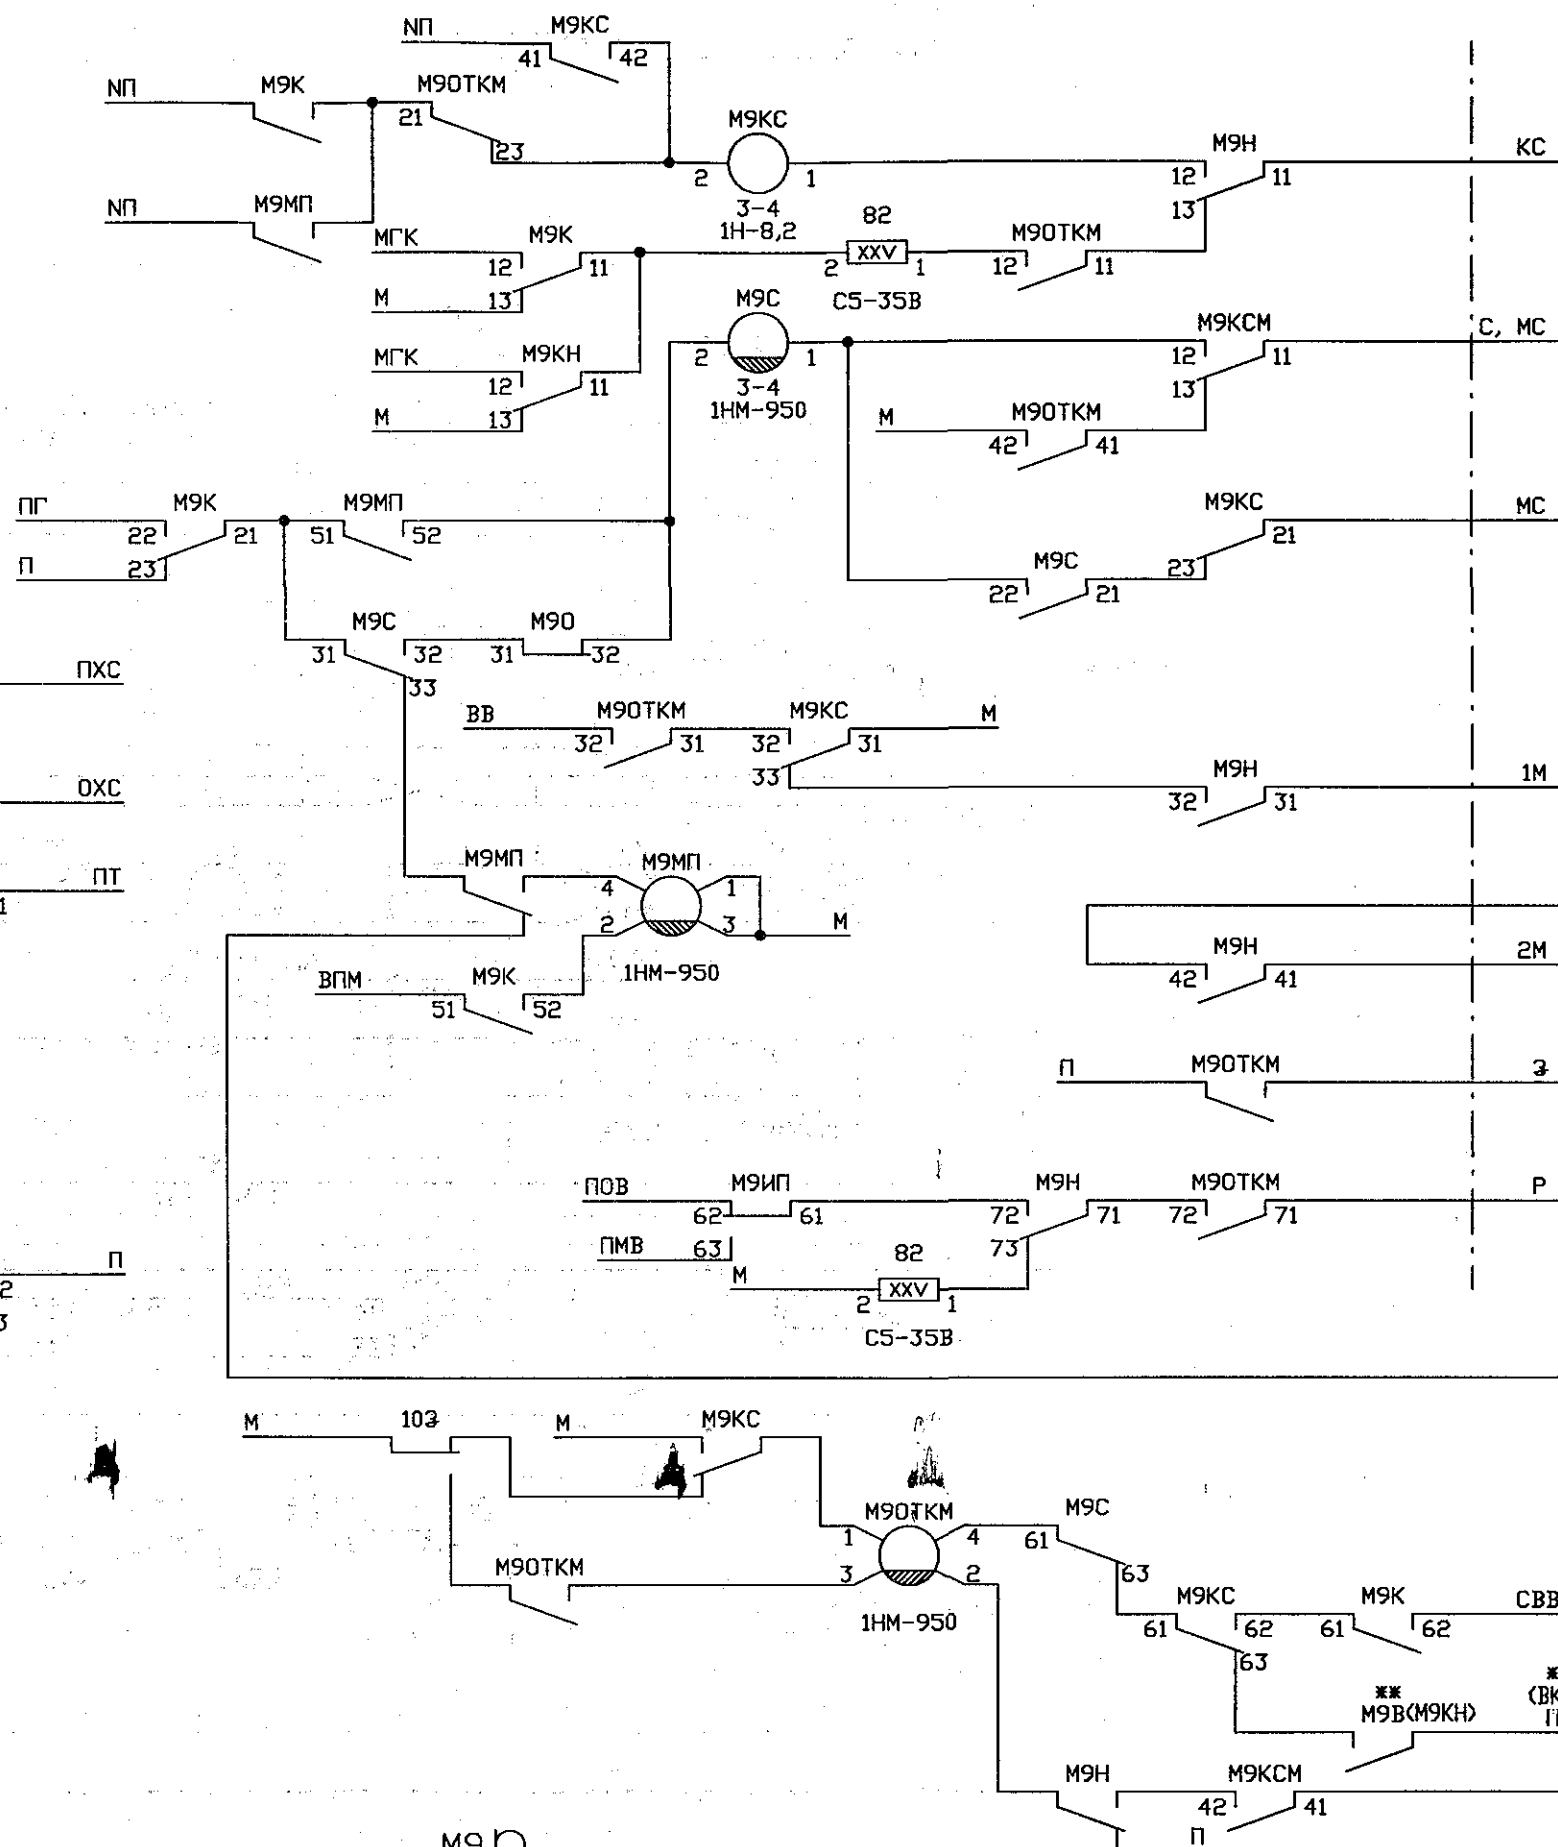 NП М9КС
41 42
NП М9К М9ОТКМ
21
23
М9КС
2 1
3-4
1Н-8,2
М9Н КС
12 11
13
NП М9МП
МГК М9К
12 11
М 13
82
2 XXV 1
С5-35В
М9ОТКМ
12 11
МГК М9КН
12 11
М 13
М9С
2 1
3-4
1НМ-950
М9КСМ С, МС
12 11
13
М М9ОТКМ
42 41
ПГ М9К М9МП
22 21 51 52
П 23
М9КС МС
21
М9С 23
22 21
М9С М9О
31 32 31 32
33
ПХС
ВВ М9ОТКМ М9КС М
32 31 32 31
33
М9Н 1М
32 31
ОХС
ПТ
1
М9МП М9МП
4 1
2 3 М
1НМ-950
ВПМ М9К
51 52
М9Н 2М
42 41
П М9ОТКМ З
ПОВ М9ИП М9Н М9ОТКМ Р
62 61 72 71 72 71
ПМВ 63 73
М 82
2 XXV 1
С5-35В
П
2
3
М 10З М М9КС
М9ОТКМ
1 4
3 2
1НМ-950
М9С
61
63
М9ОТКМ
М9КС М9К СВВ
61 62 61 62
63
**
М9В(М9КН)
*
(ВК
М9Н М9КСМ
42 41
П
М9